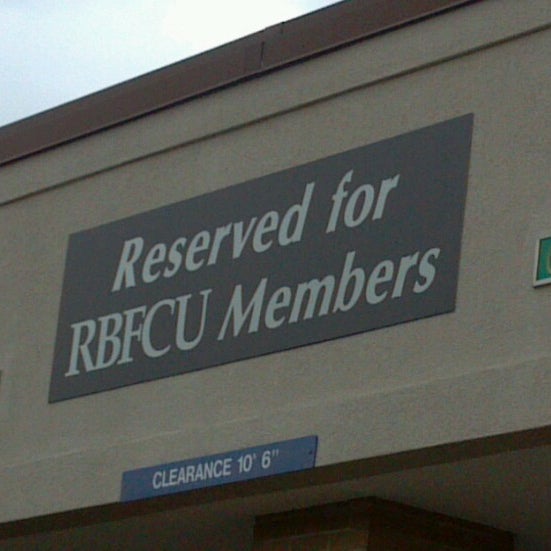 Reserved for
RBFCU Members
CLEARANCE 10' 6"